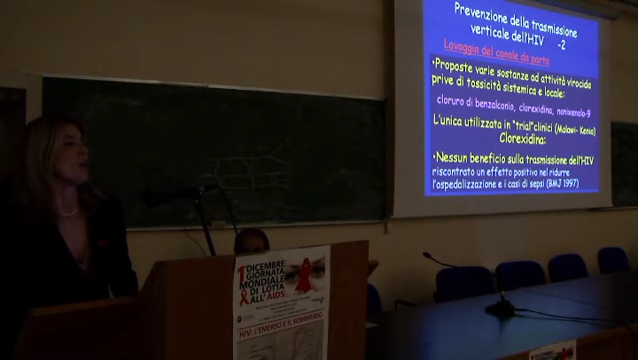 Prevenzione della trasmissione
verticale dell'HIV -2
Lavaggio del canale da parto
•Proposte varie sostanze ad attività virocida
prive di tossicità sistemica e locale:
cloruro di benzalconio, clorexidina, nonixenolo-9
L'unica utilizzata in "trial"clinici (Malawi- Kenia)
Clorexidina:
•Nessun beneficio sulla trasmissione dell'HIV
riscontrato un effetto positivo nel ridurre
l'ospedalizzazione e i casi di sepsi (BMJ 1997)
1° DICEMBRE
GIORNATA
MONDIALE
DI LOTTA
ALL'AIDS
HIV: L'EMERSO E IL SOMMERSO